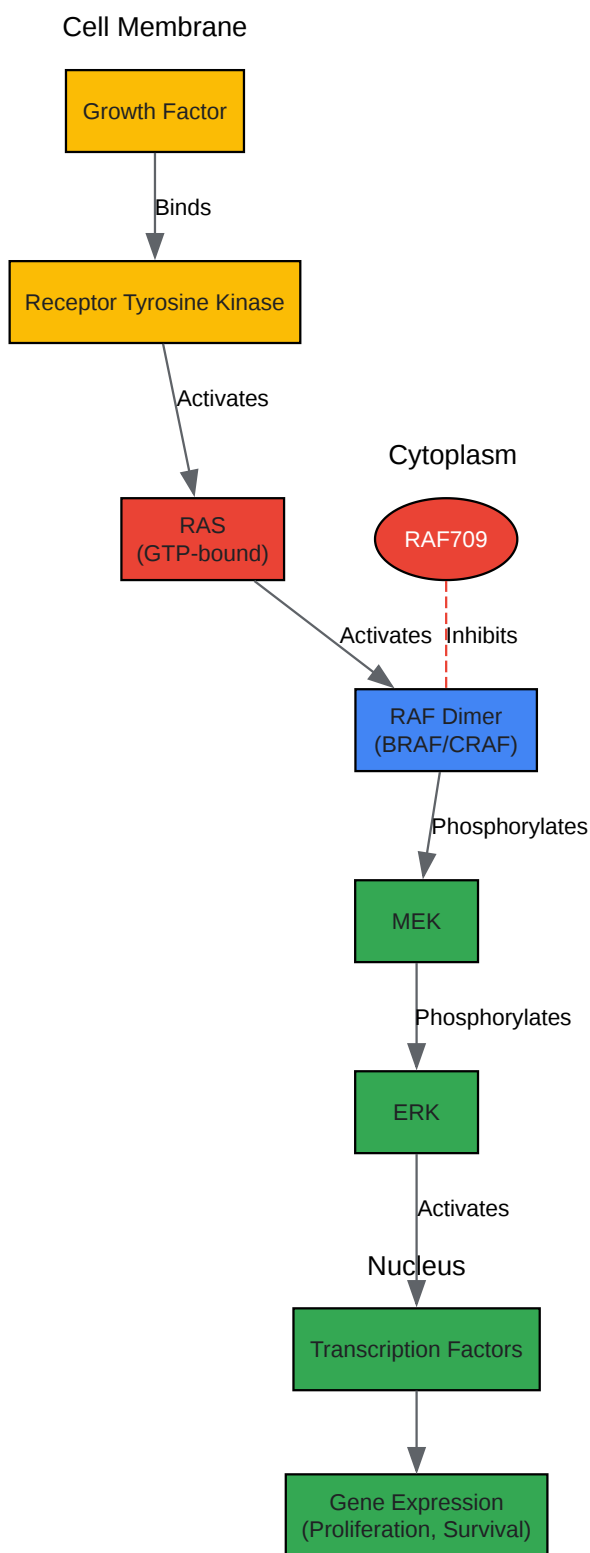 Cell Membrane
Growth Factor
Binds
Receptor Tyrosine Kinase
Activates
Cytoplasm
RAS
(GTP-bound)
RAF709
Activates
Inhibits
RAF Dimer
(BRAF/CRAF)
Phosphorylates
MEK
Phosphorylates
ERK
Activates
Nucleus
Transcription Factors
Gene Expression
(Proliferation, Survival)